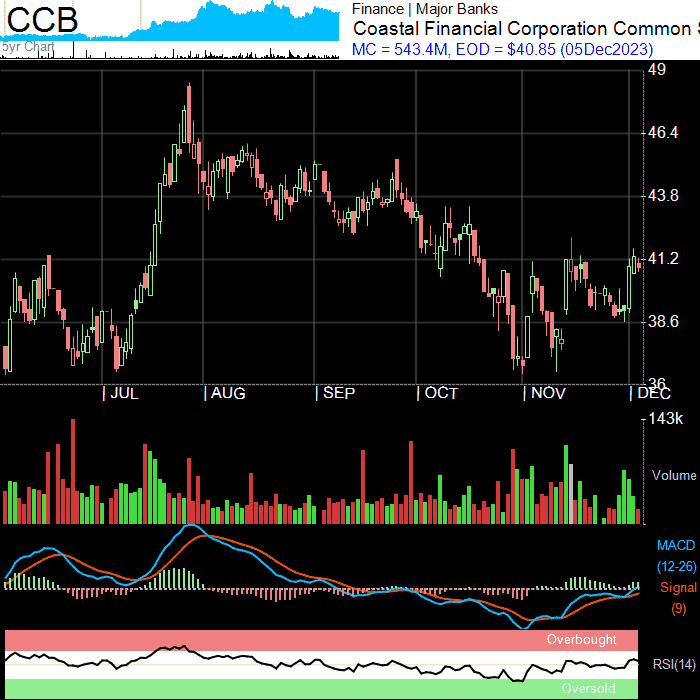 CCB
5yr Chart
Finance | Major Banks
Coastal Financial Corporation Common S
MC = 543.4M, EOD = $40.85 (05Dec2023)
49
46.4
43.8
41.2
38.6
36
| JUL | AUG | SEP | OCT | NOV | DEC
143k
Volume
MACD
(12-26)
Signal
(9)
Overbought
RSI(14)
Oversold